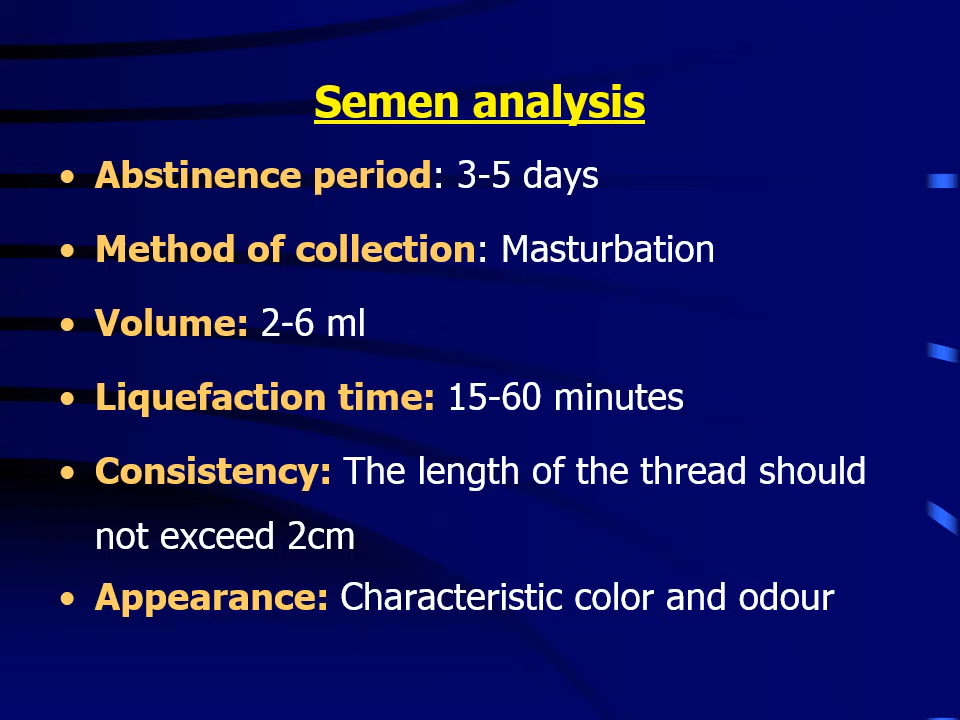 Semen analysis
• Abstinence period: 3-5 days
• Method of collection: Masturbation
• Volume: 2-6 ml
• Liquefaction time: 15-60 minutes
• Consistency: The length of the thread should
not exceed 2cm
• Appearance: Characteristic color and odour